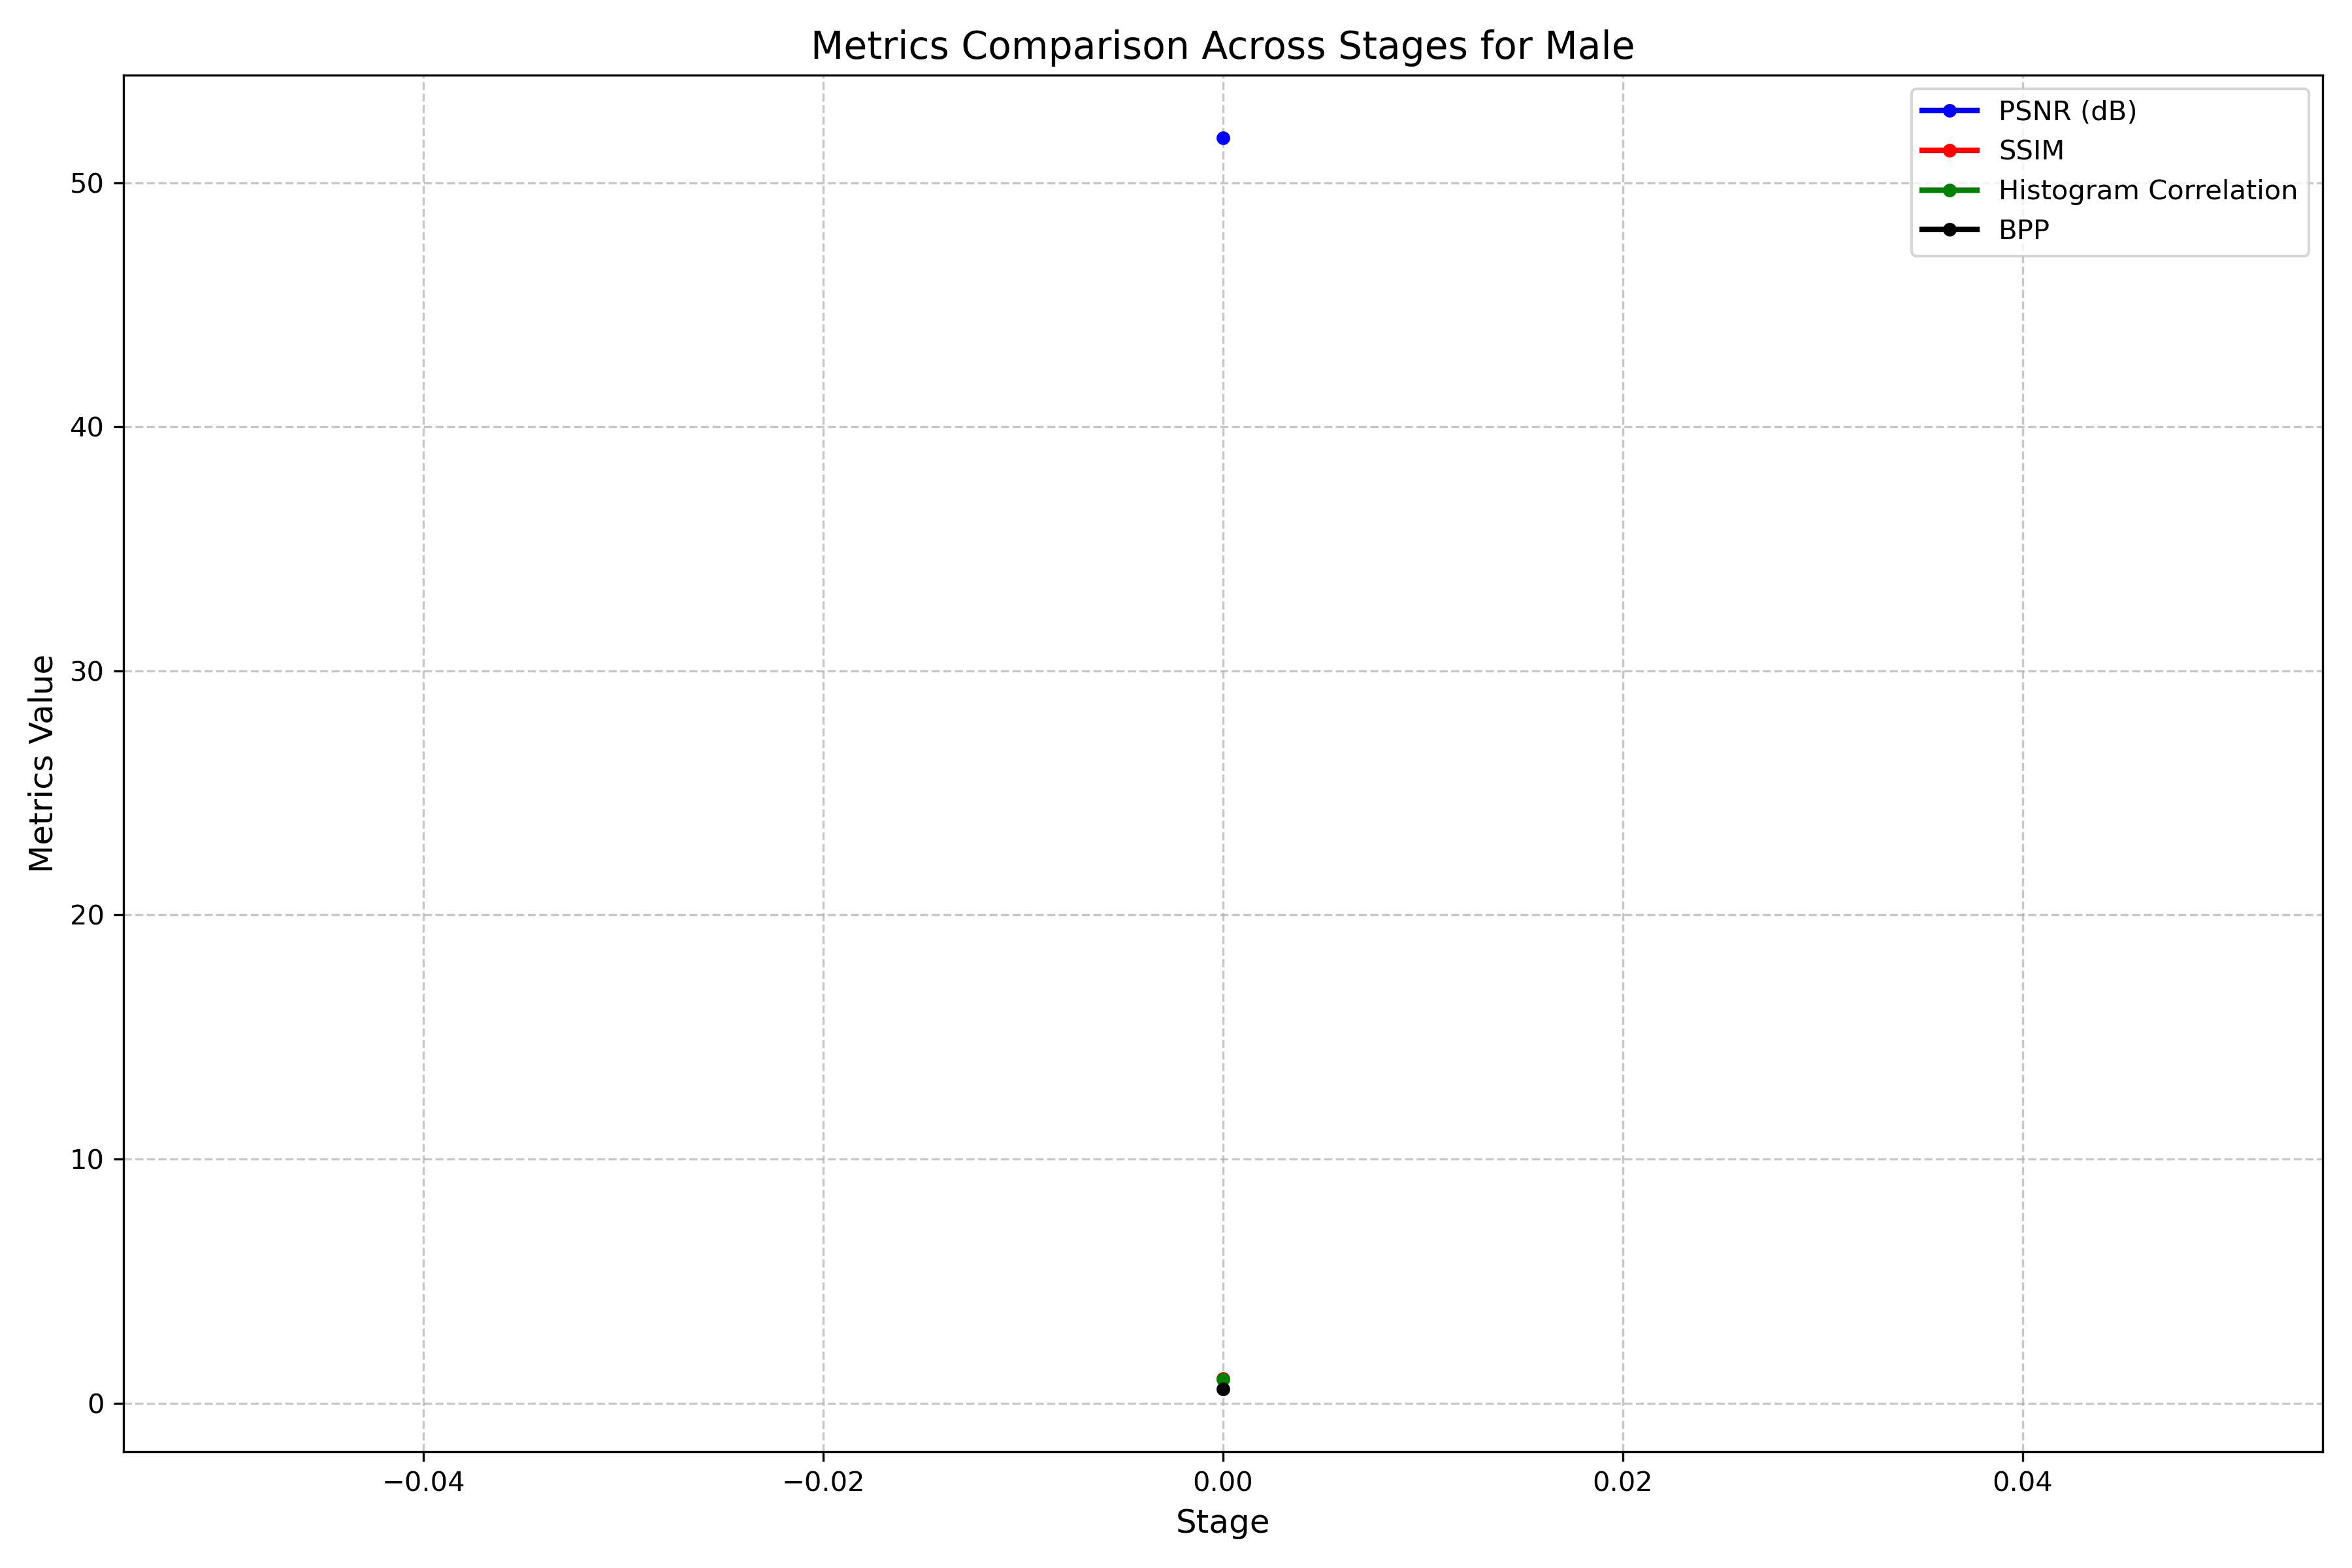 Metrics Comparison Across Stages for Male
PSNR (dB)
SSIM
Histogram Correlation
BPP
Metrics Value
50
40
30
20
10
0
−0.04
−0.02
0.00
0.02
0.04
Stage